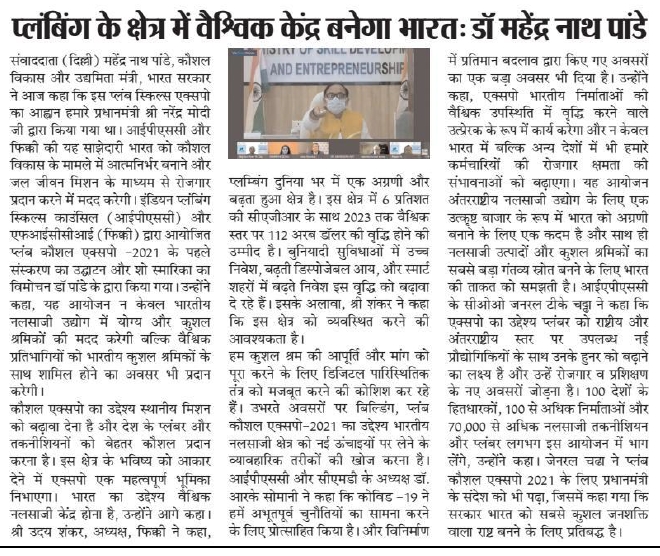 प्लंबिंग के क्षेत्र में वैश्विक केंद्र बनेगा भारतः डॉ महेंद्र नाथ पांडे
संवाददाता (दिल्ली) महेंद्र नाथ पांडे, कौशल
विकास और उद्यमिता मंत्री, भारत सरकार
ने आज कहा कि इस प्लंब स्किल्स एक्सपो
का आह्वान हमारे प्रधानमंत्री श्री नरेंद्र मोदी
जी द्वारा किया गया था। आईपीएससी और
फिक्की की यह साझेदारी भारत को कौशल
विकास के मामले में आत्मनिर्भर बनाने और
जल जीवन मिशन के माध्यम से रोजगार
प्रदान करने में मदद करेगी। इंडियन प्लंबिंग
स्किल्स काउंसिल (आईपीएससी) और
एफआईसीसीआई (फिक्की) द्वारा आयोजित
प्लंब कौशल एक्सपो -2021 के पहले
संस्करण का उद्घाटन और शो स्मारिका का
विमोचन डॉ पांडे के द्वारा किया गया। उन्होंने
कहा, यह आयोजन न केवल भारतीय
नलसाजी उद्योग में योग्य और कुशल
श्रमिकों की मदद करेगी बल्कि वैश्विक
प्रतिभागियों को भारतीय कुशल श्रमिकों के
साथ शामिल होने का अवसर भी प्रदान
करेगी।
कौशल एक्सपो का उद्देश्य स्थानीय मिशन
को बढ़ावा देना है और देश के प्लंबर और
तकनीशियनों को बेहतर कौशल प्रदान
करना है। इस क्षेत्र के भविष्य को आकार
देने में एक्सपो एक महत्वपूर्ण भूमिका
निभाएगा। भारत का उद्देश्य वैश्विक
नलसाजी केंद्र होना है, उन्होंने आगे कहा।
श्री उदय शंकर, अध्यक्ष, फिक्की ने कहा,
ISTRY OF SKILL DEVELOPM
AND ENTREPRENEURSHIP
प्लम्बिंग दुनिया भर में एक अग्रणी और
बढ़ता हुआ क्षेत्र है। इस क्षेत्र में 6 प्रतिशत
की सीएजीआर के साथ 2023 तक वैश्विक
स्तर पर 112 अरब डॉलर की वृद्धि होने की
उम्मीद है। बुनियादी सुविधाओं में उच्च
निवेश, बढ़ती डिस्पोजेबल आय, और स्मार्ट
शहरों में बढ़ते निवेश इस वृद्धि को बढ़ावा
दे रहे हैं। इसके अलावा, श्री शंकर ने कहा
कि इस क्षेत्र को व्यवस्थित करने की
आवश्यकता है।
हम कुशल श्रम की आपूर्ति और मांग को
पूरा करने के लिए डिजिटल पारिस्थितिक
तंत्र को मजबूत करने की कोशिश कर रहे
हैं। उभरते अवसरों पर बिल्डिंग, प्लंब
कौशल एक्सपो-2021 का उद्देश्य भारतीय
नलसाजी क्षेत्र को नई ऊंचाइयों पर लेने के
व्यावहारिक तरीकों की खोज करना है।
आईपीएससी और सीएमडी के अध्यक्ष डॉ.
आरके सोमानी ने कहा कि कोविड -19 ने
हमें अभूतपूर्व चुनौतियों का सामना करने
के लिए प्रोत्साहित किया है। और विनिर्माण
में प्रतिमान बदलाव द्वारा किए गए अवसरों
का एक बड़ा अवसर भी दिया है। उन्होंने
कहा, एक्सपो भारतीय निर्माताओं की
वैश्विक उपस्थिति में वृद्धि करने वाले
उत्प्रेरक के रूप में कार्य करेगा और न केवल
भारत में बल्कि अन्य देशों में भी हमारे
कर्मचारियों की रोजगार क्षमता की
संभावनाओं को बढ़ाएगा। यह आयोजन
अंतरराष्ट्रीय नलसाजी उद्योग के लिए एक
उत्कृष्ट बाजार के रूप में भारत को अग्रणी
बनाने के लिए एक कदम है और साथ ही
नलसाजी उत्पादों और कुशल श्रमिकों का
सबसे बड़ा गंतव्य स्रोत बनने के लिए भारत
की ताकत को समझती है। आईपीएससी
के सीओओ जनरल टीके चड्ढा ने कहा कि
एक्सपो का उद्देश्य प्लंबर को राष्ट्रीय और
अंतरराष्ट्रीय स्तर पर उपलब्ध नई
प्रौद्योगिकियों के साथ उनके हुनर को बढ़ाने
का लक्ष्य है और उन्हें रोजगार व प्रशिक्षण
के नए अवसरों जोड़ना है। 100 देशों के
हितधारकों, 100 से अधिक निर्माताओं और
70,000 से अधिक नलसाजी तकनीशियन
और प्लंबर लगभग इस आयोजन में भाग
लेंगे, उन्होंने कहा। जेनरल चढ्ढा ने प्लंब
कौशल एक्सपो 2021 के लिए प्रधानमंत्री
के संदेश को भी पढ़ा, जिसमें कहा गया कि
सरकार भारत को सबसे कुशल जनशक्ति
वाला राष्ट्र बनने के लिए प्रतिबद्ध है।